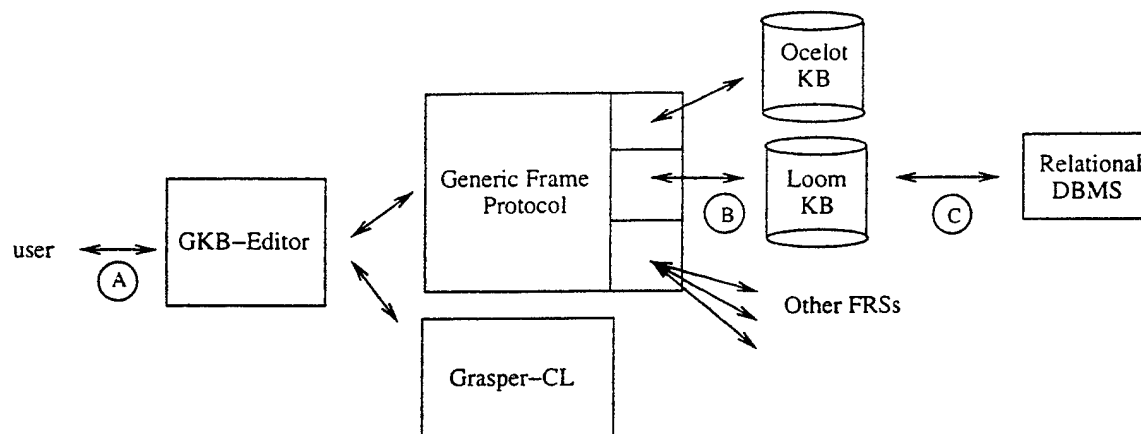 Ocelot
KB
Generic Frame
Protocol
Loom
KB
Relational
DBMS
B
C
user
A
GKB–Editor
Other FRSs
Grasper–CL